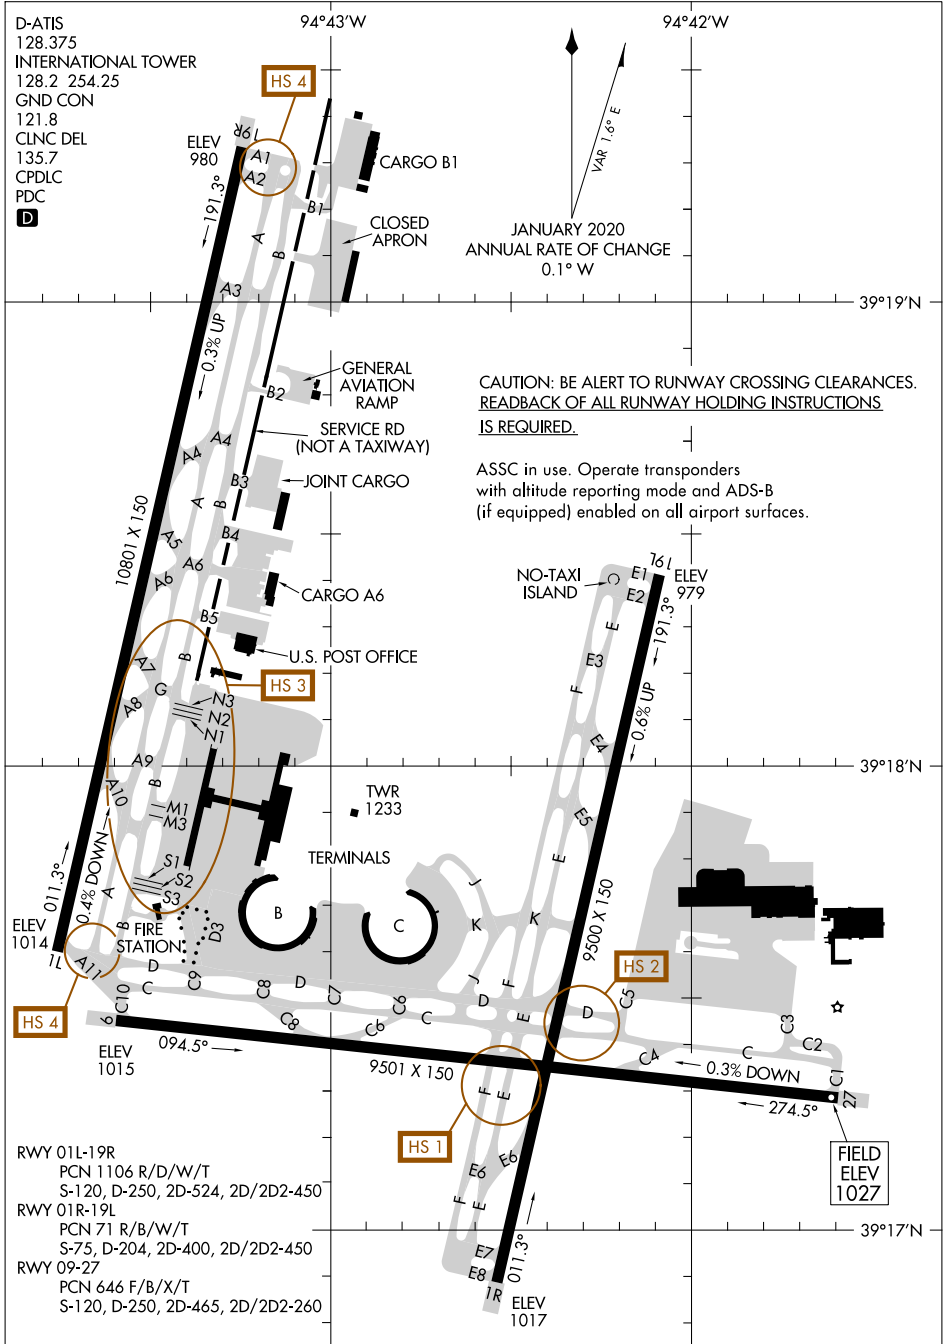 94°43'W
94°42'W
D-ATIS
128.375
INTERNATIONAL TOWER
128.2 254.25
GND CON
121.8
CLNC DEL
135.7
CPDLC
PDC
D
HS 4
19R
ELEV
980
A1
A2
CARGO B1
B1
191.3°
CLOSED
APRON
A
B
VAR 1.6° E
JANUARY 2020
ANNUAL RATE OF CHANGE
0.1° W
A3
39°19'N
0.3% UP
GENERAL
AVIATION
RAMP
B2
SERVICE RD
(NOT A TAXIWAY)
CAUTION: BE ALERT TO RUNWAY CROSSING CLEARANCES.
READBACK OF ALL RUNWAY HOLDING INSTRUCTIONS
IS REQUIRED.
A4
A4
B3
JOINT CARGO
ASSC in use. Operate transponders
with altitude reporting mode and ADS-B
(if equipped) enabled on all airport surfaces.
A
B
B4
A5
A6
A6
10801 X 150
CARGO A6
B5
NO-TAXI
ISLAND
C
E1
E2
19L
ELEV
979
U.S. POST OFFICE
B
A7
HS 3
G
A8
N3
N2
N1
E
191.3°
E3
F
0.6% UP
E4
39°18'N
A9
A10
B
M1
M3
TWR
1233
E5
TERMINALS
011.3°
0.4% DOWN
S1
S2
S3
A
B
FIRE
STATION
D3
B
C
J
K
E
K
9500 X 150
ELEV
1014
1L
A11
D
C
C9
C10
C8
D
C7
C8
C6
C6
C
J
F
D
E
HS 2
D
C5
HS 4
9
ELEV
1015
094.5°
9501 X 150
C4
C
C3
C2
C1
0.3% DOWN
274.5°
27
F
E
HS 1
FIELD
ELEV
1027
E6
E6
F
E
39°17'N
E7
E8
011.3°
1R
ELEV
1017
RWY 01L-19R
PCN 1106 R/D/W/T
S-120, D-250, 2D-524, 2D/2D2-450
RWY 01R-19L
PCN 71 R/B/W/T
S-75, D-204, 2D-400, 2D/2D2-450
RWY 09-27
PCN 646 F/B/X/T
S-120, D-250, 2D-465, 2D/2D2-260